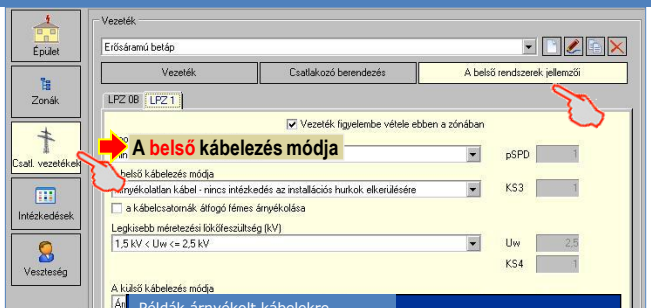 Vezeték
Épület
Erősáramú betáp
Vezeték
Csatlakozó berendezés
A belső rendszerek jellemzői
Zónák
LPZ 0B
LPZ 1
Vezeték figyelembe vétele ebben a zónában
A belső kábelezés módja
pSPD 1
Csatl. vezetékek
belső kábelezés módja
Árnyékolatlan kábel - nincs intézkedés az installációs hurkok elkerülésére
KS3 1
a kábelcsatornák átfogó fémes árnyékolása
Intézkedések
Legkisebb méretezési lökőfeszültség (kV)
1,5 kV < Uw <= 2,5 kV
Uw 2,5
KS4 1
Veszteség
A külső kábelezés módja
Példák árnyékolt kábelekre